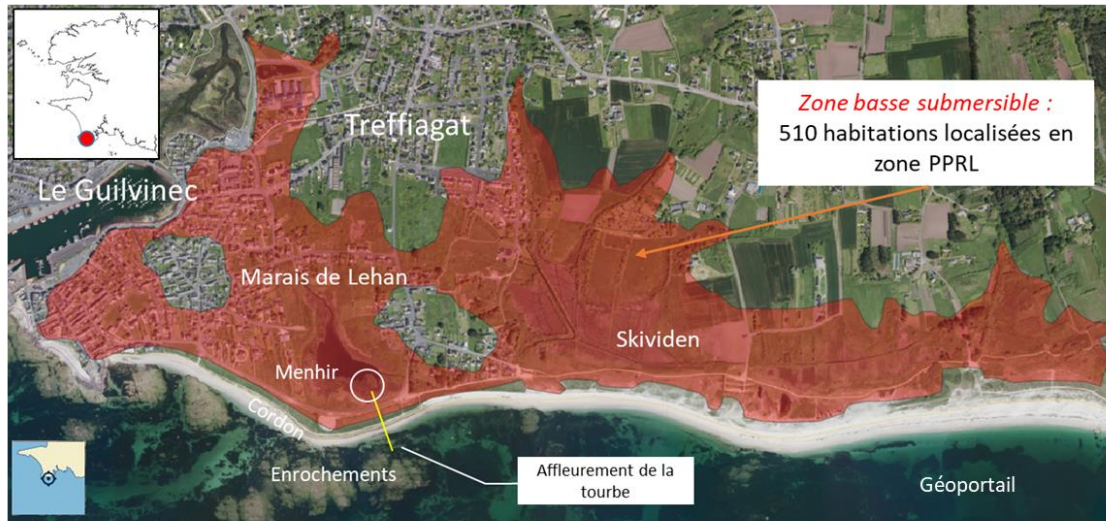 Zone basse submersible :
510 habitations localisées en
zone PPRL
Treffiagat
Le Guilvinec
Marais de Lehan
Skividen
Menhir
Cordon
Enrochements
Affleurement de la
tourbe
Géoportail